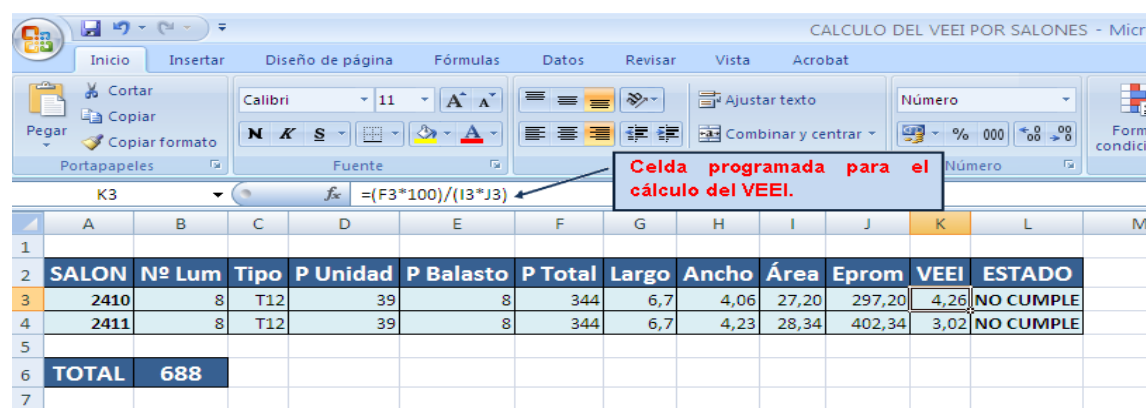 CALCULO DEL VEEI POR SALONES - Micr
Inicio Insertar Diseño de página Fórmulas Datos Revisar Vista Acrobat
Pegar
Cortar
Copiar
Copiar formato
Portapapeles
Calibri 11
N K S
Fuente
Ajustar texto
Combinar y centrar
Número
% 000
Número
Form
condici
Celda programada para el
cálculo del VEEI.
K3 fx =(F3*100)/(I3*J3)
A B C D E F G H I J K L M
1
2 SALON Nº Lum Tipo P Unidad P Balasto P Total Largo Ancho Área Eprom VEEI ESTADO
3 2410 8 T12 39 8 344 6,7 4,06 27,20 297,20 4,26 NO CUMPLE
4 2411 8 T12 39 8 344 6,7 4,23 28,34 402,34 3,02 NO CUMPLE
5
6 TOTAL 688
7